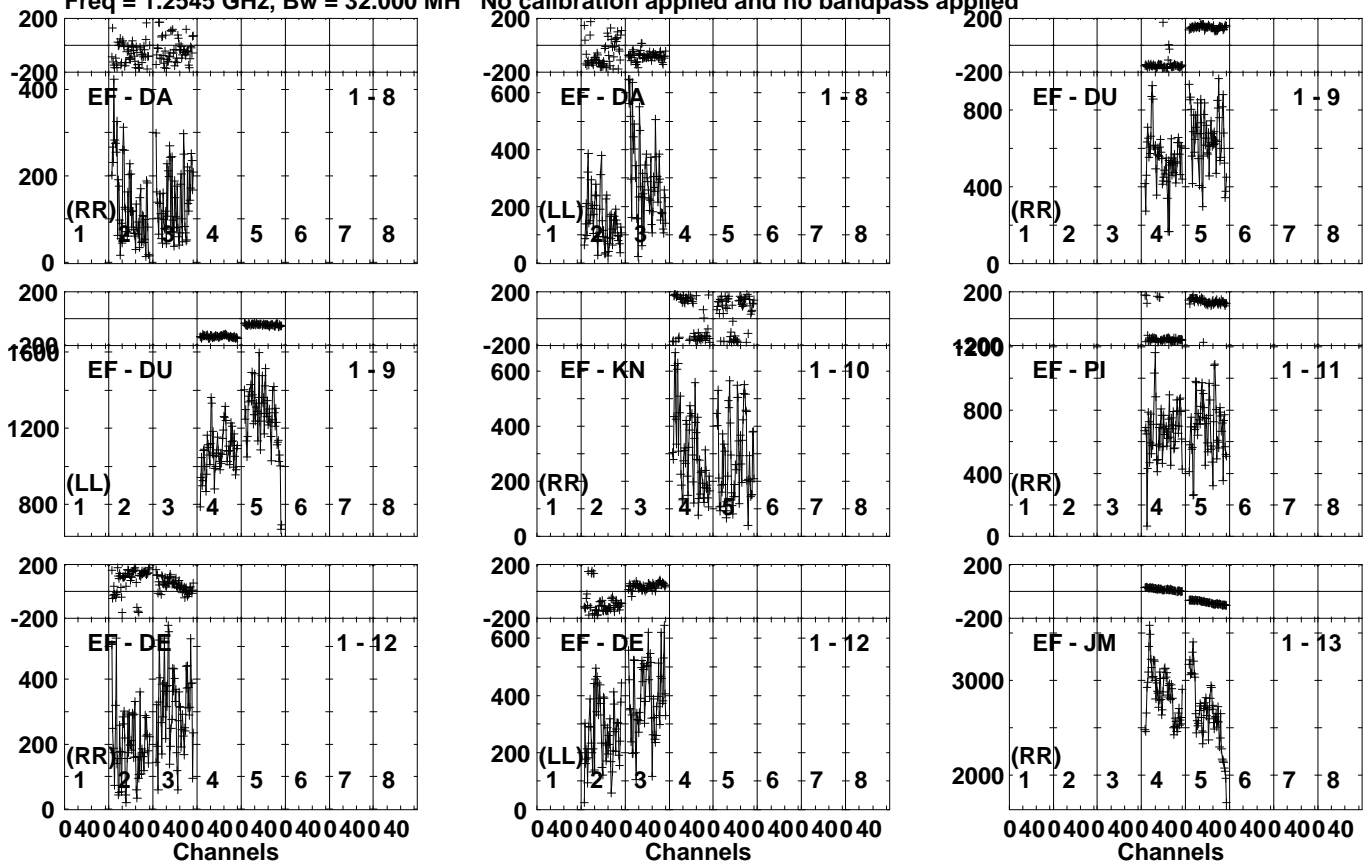 Freq = 1.2545 GHz, Bw = 32.000 MH No calibration applied and no bandpass applied
200
-200
400
200
0
EF - DA 1 - 8
(RR)
1 2 3 4 5 6 7 8
200
-200
600
400
200
0
EF - DA 1 - 8
(LL)
1 2 3 4 5 6 7 8
200
-200
800
400
0
EF - DU 1 - 9
(RR)
1 2 3 4 5 6 7 8
200
-200
1600
1200
800
EF - DU 1 - 9
(LL)
1 2 3 4 5 6 7 8
200
-200
600
400
200
0
EF - KN 1 - 10
(RR)
1 2 3 4 5 6 7 8
200
-200
1200
800
400
0
EF - PI 1 - 11
(RR)
1 2 3 4 5 6 7 8
200
-200
400
200
0
EF - DE 1 - 12
(RR)
1 2 3 4 5 6 7 8
200
-200
600
400
200
0
EF - DE 1 - 12
(LL)
1 2 3 4 5 6 7 8
200
-200
3000
2000
EF - JM 1 - 13
(RR)
1 2 3 4 5 6 7 8
0 40 0 40 0 40 0 40 0 40 0 40 0 40 0 40
Channels
0 40 0 40 0 40 0 40 0 40 0 40 0 40 0 40
Channels
0 40 0 40 0 40 0 40 0 40 0 40 0 40 0 40
Channels